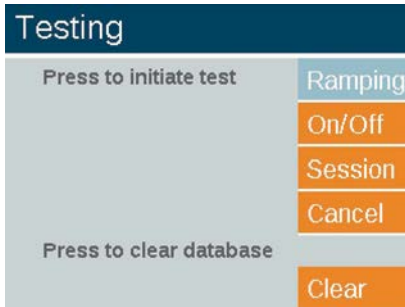 Testing
Press to initiate test
Ramping
On/Off
Session
Cancel
Press to clear database
Clear